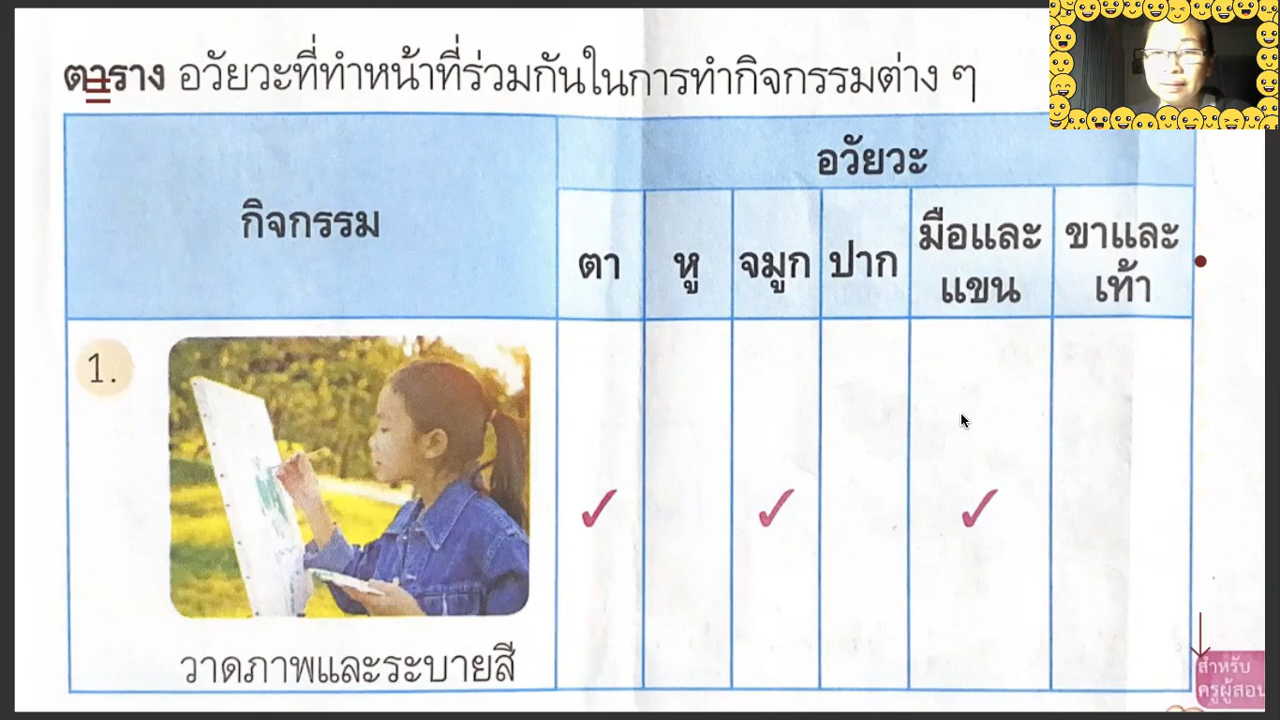 ตาราง อวัยวะที่ทำหน้าที่ร่วมกันในการทำกิจกรรมต่าง ๆ
กิจกรรม
อวัยวะ
ตา
หู
จมูก
ปาก
มือและ
แขน
ขาและ
เท้า
1.
วาดภาพและระบายสี
สำหรับ
ครูผู้สอน